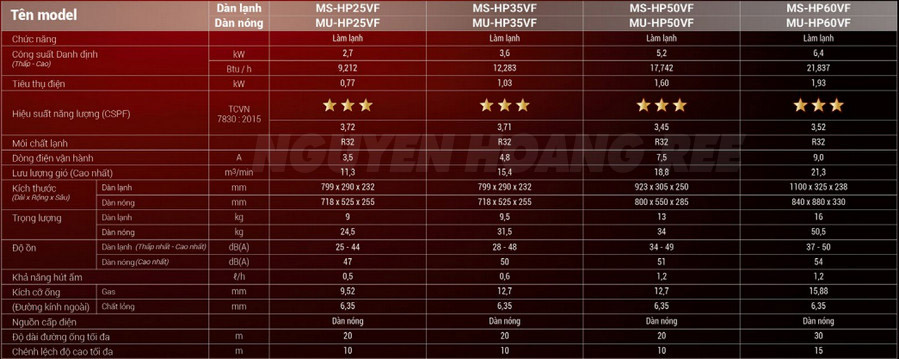 Tên model Dàn lạnh MS-HP25VF MS-HP35VF MS-HP50VF MS-HP60VF
Dàn nóng MU-HP25VF MU-HP35VF MU-HP50VF MU-HP60VF
Chức năng Làm lạnh Làm lạnh Làm lạnh Làm lạnh
Công suất Danh định kW 2,7 3,6 5,2 6,4
(Thấp - Cao) Btu / h 9,212 12,283 17,742 21,837
Tiêu thụ điện kW 0,77 1,03 1,60 1,93
Hiệu suất năng lượng (CSPF) TCVN
7830 : 2015
3,72 3,71 3,45 3,52
Môi chất lạnh R32 R32 R32 R32
NGUYEN HOANG REE
Dòng điện vận hành A 3,5 4,8 7,5 9,0
Lưu lượng gió (Cao nhất) m³/min 11,3 15,4 18,8 21,3
Kích thước Dàn lạnh mm 799 x 290 x 232 799 x 290 x 232 923 x 305 x 250 1100 x 325 x 238
(Dài x Rộng x Sâu) Dàn nóng mm 718 x 525 x 255 718 x 525 x 255 800 x 550 x 285 840 x 880 x 330
Trọng lượng Dàn lạnh kg 9 9,5 13 16
Dàn nóng kg 24,5 31,5 34 50,5
Độ ồn Dàn lạnh (Thấp nhất - Cao nhất) dB(A) 25 - 44 28 - 48 34 - 49 37 - 50
Dàn nóng (Cao nhất) dB(A) 47 50 51 54
Khả năng hút ẩm ℓ/h 0,5 0,6 1,2 1,2
Kích cỡ ống Gas mm 9,52 12,7 12,7 15,88
(Đường kính ngoài) Chất lỏng mm 6,35 6,35 6,35 6,35
Nguồn cấp điện Dàn nóng Dàn nóng Dàn nóng Dàn nóng
Độ dài đường ống tối đa m 20 20 20 30
Chênh lệch độ cao tối đa m 10 10 10 15